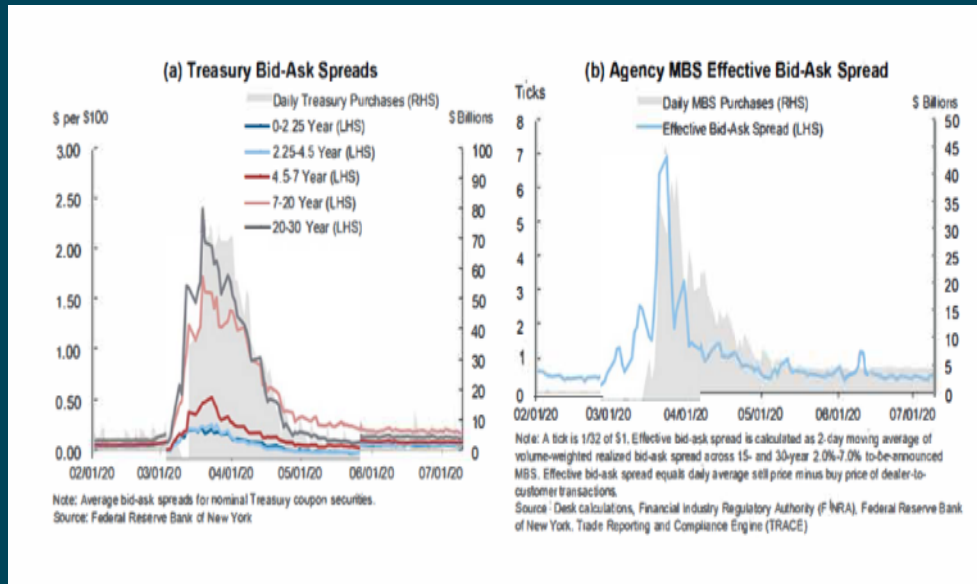 (a) Treasury Bid-Ask Spreads
Daily Treasury Purchases (RHS)
$ per $100
$ Billions
0-2.25 Year (LHS)
2.25-4.5 Year (LHS)
4.5-7 Year (LHS)
7-20 Year (LHS)
20-30 Year (LHS)
3.00
2.50
2.00
1.50
1.00
0.50
0.00
100
90
80
70
60
50
40
30
20
10
0
02/01/20 03/01/20 04/01/20 05/01/20 06/01/20 07/01/20
Note: Average bid-ask spreads for nominal Treasury coupon securities.
Source: Federal Reserve Bank of New York
(b) Agency MBS Effective Bid-Ask Spread
Ticks
Daily MBS Purchases (RHS)
$ Billions
Effective Bid-Ask Spread (LHS)
8
7
6
5
4
3
2
1
0
50
45
40
35
30
25
20
15
10
5
0
02/01/20 03/01/20 04/01/20 05/01/20 06/01/20 07/01/20
Note: A tick is 1/32 of $1. Effective bid-ask spread is calculated as 2-day moving average of
volume-weighted realized bid-ask spread across 15- and 30-year 2.0%-7.0% to-be-announced
MBS. Effective bid-ask spread equals daily average sell price minus buy price of dealer-to-
customer transactions.
Source: Desk calculations, Financial Industry Regulatory Authority (FINRA), Federal Reserve Bank
of New York. Trade Reporting and Compliance Engine (TRACE)